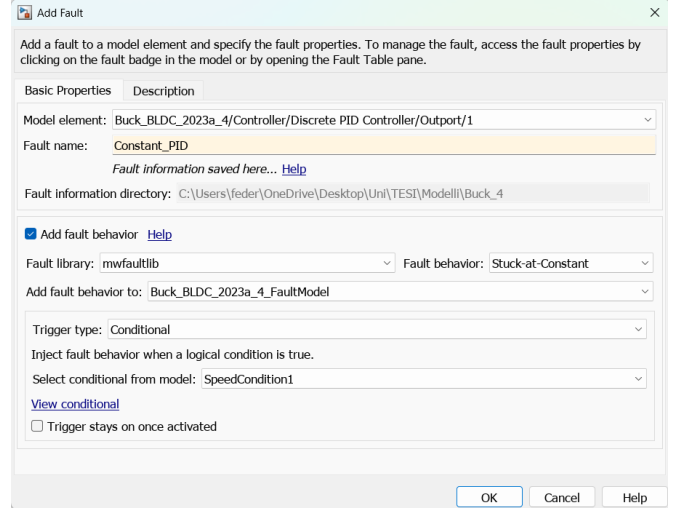 Add Fault
Add a fault to a model element and specify the fault properties. To manage the fault, access the fault properties by
clicking on the fault badge in the model or by opening the Fault Table pane.
Basic Properties Description
Model element: Buck_BLDC_2023a_4/Controller/Discrete PID Controller/Outport/1
Fault name: Constant_PID
Fault information saved here... Help
Fault information directory: C:\Users\feder\OneDrive\Desktop\Uni\TESI\Modelli\Buck_4
Add fault behavior Help
Fault library: mwfaultlib Fault behavior: Stuck-at-Constant
Add fault behavior to: Buck_BLDC_2023a_4_FaultModel
Trigger type: Conditional
Inject fault behavior when a logical condition is true.
Select conditional from model: SpeedCondition1
View conditional
Trigger stays on once activated
OK Cancel Help